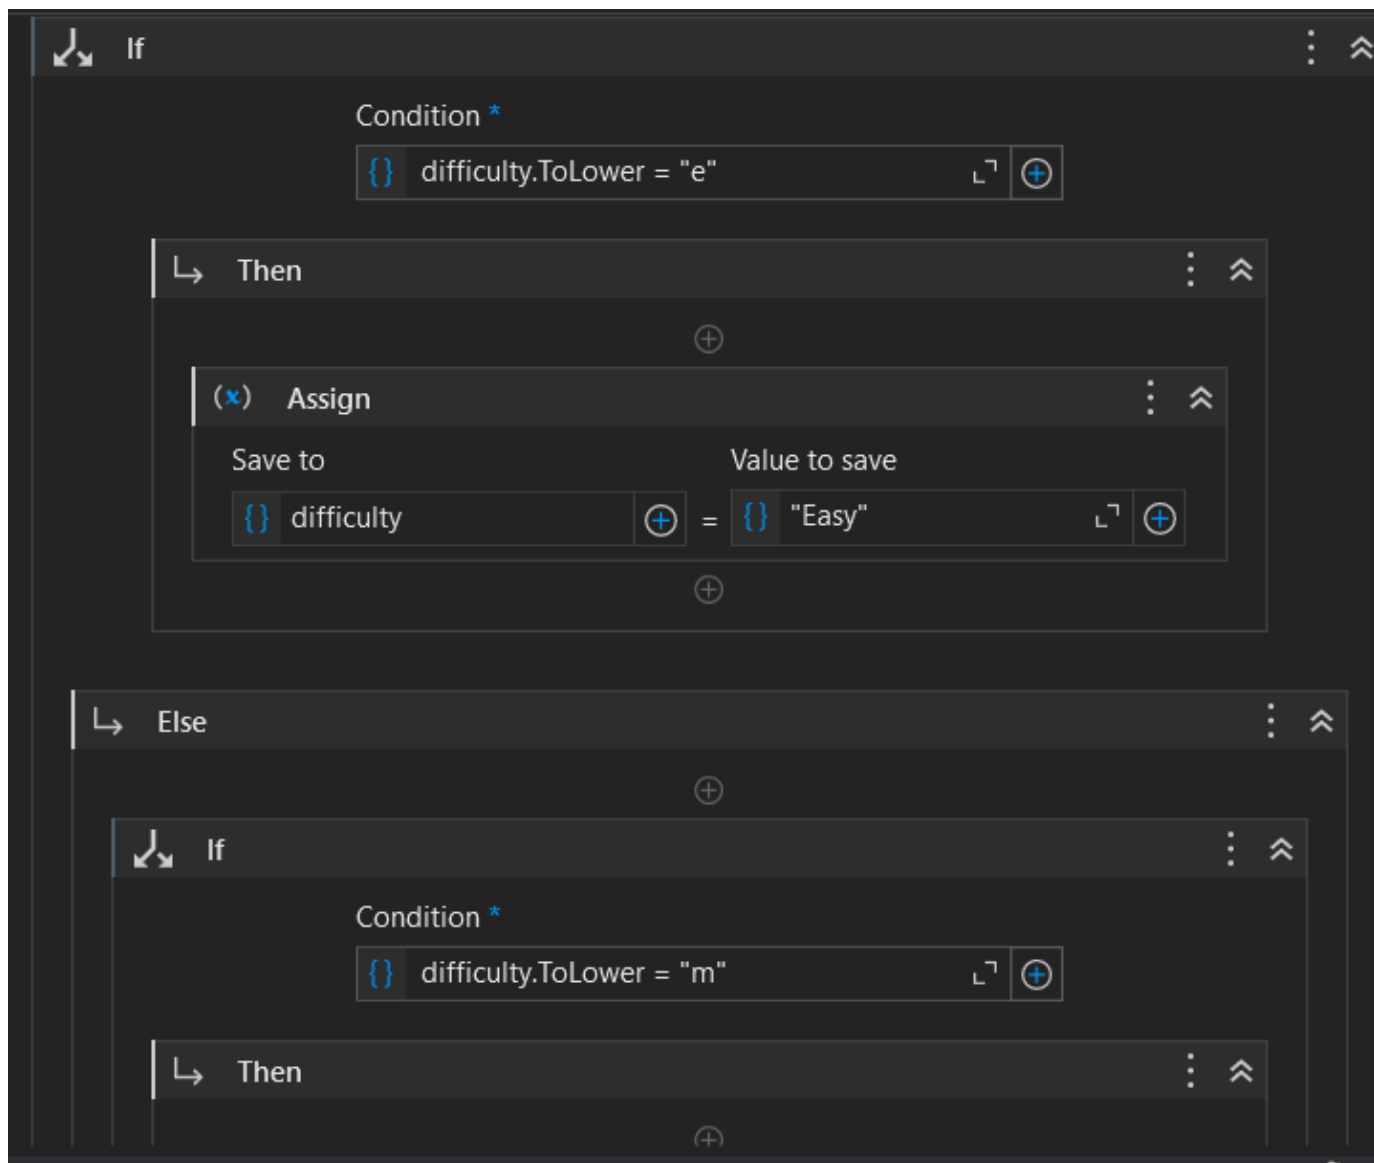 If
Condition *
{} difficulty.ToLower = "e"
Then
(x) Assign
Save to Value to save
{} difficulty = {} "Easy"
Else
If
Condition *
{} difficulty.ToLower = "m"
Then